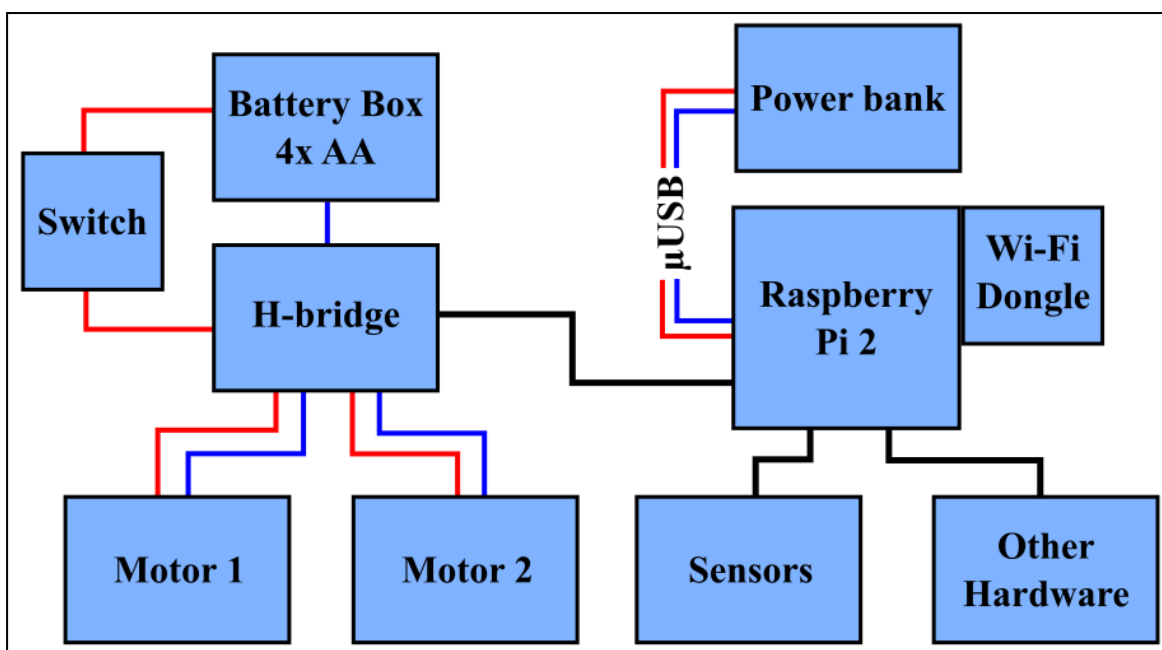 Battery Box
4x AA
Power bank
Switch
µUSB
Wi-Fi
Dongle
H-bridge
Raspberry
Pi 2
Motor 1
Motor 2
Sensors
Other
Hardware